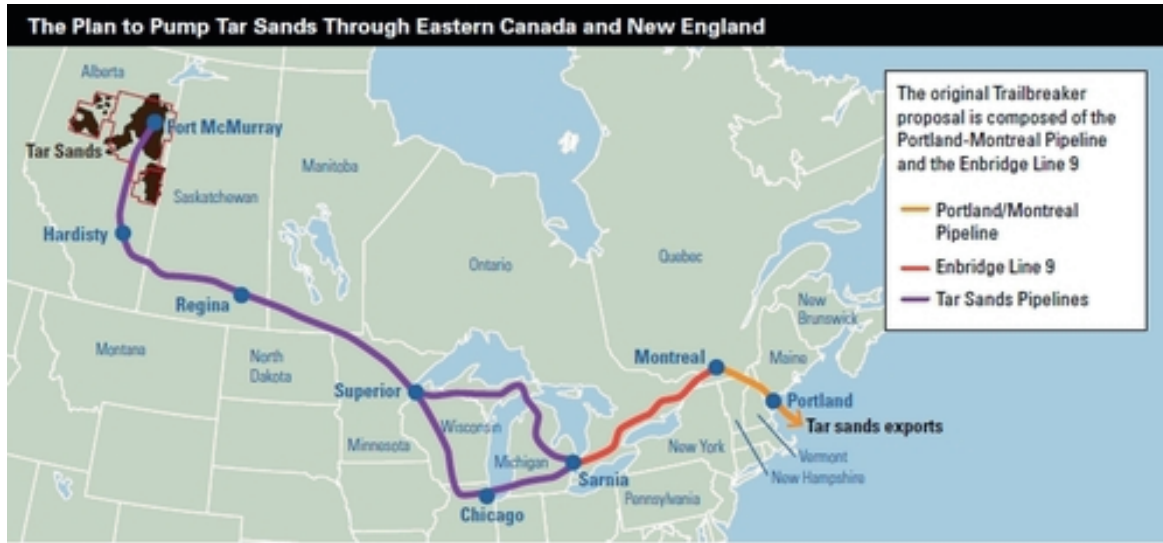 The Plan to Pump Tar Sands Through Eastern Canada and New England
Alberta
Fort McMurray
Tar Sands
Manitoba
Saskatchewan
Hardisty
Ontario
Quebec
Regina
New
Brunswick
Montana
North
Dakota
Montreal
Maine
Superior
Portland
Wisconsin
Tar sands exports
Minnesota
Michigan
New York
Vermont
Sarnia
New Hampshire
Pennsylvania
Chicago
The original Trailbreaker
proposal is composed of the
Portland-Montreal Pipeline
and the Enbridge Line 9
Portland/Montreal
Pipeline
Enbridge Line 9
Tar Sands Pipelines